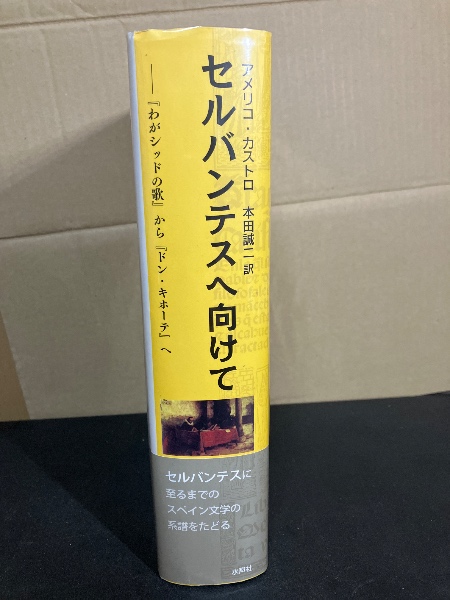 アメリコ・カストロ 本田誠二 訳
セルバンテスへ向けて
──『わがシッドの歌』から『ドン・キホーテ』へ
セルバンテスに
至るまでの
スペイン文学の
系譜をたどる
水声社